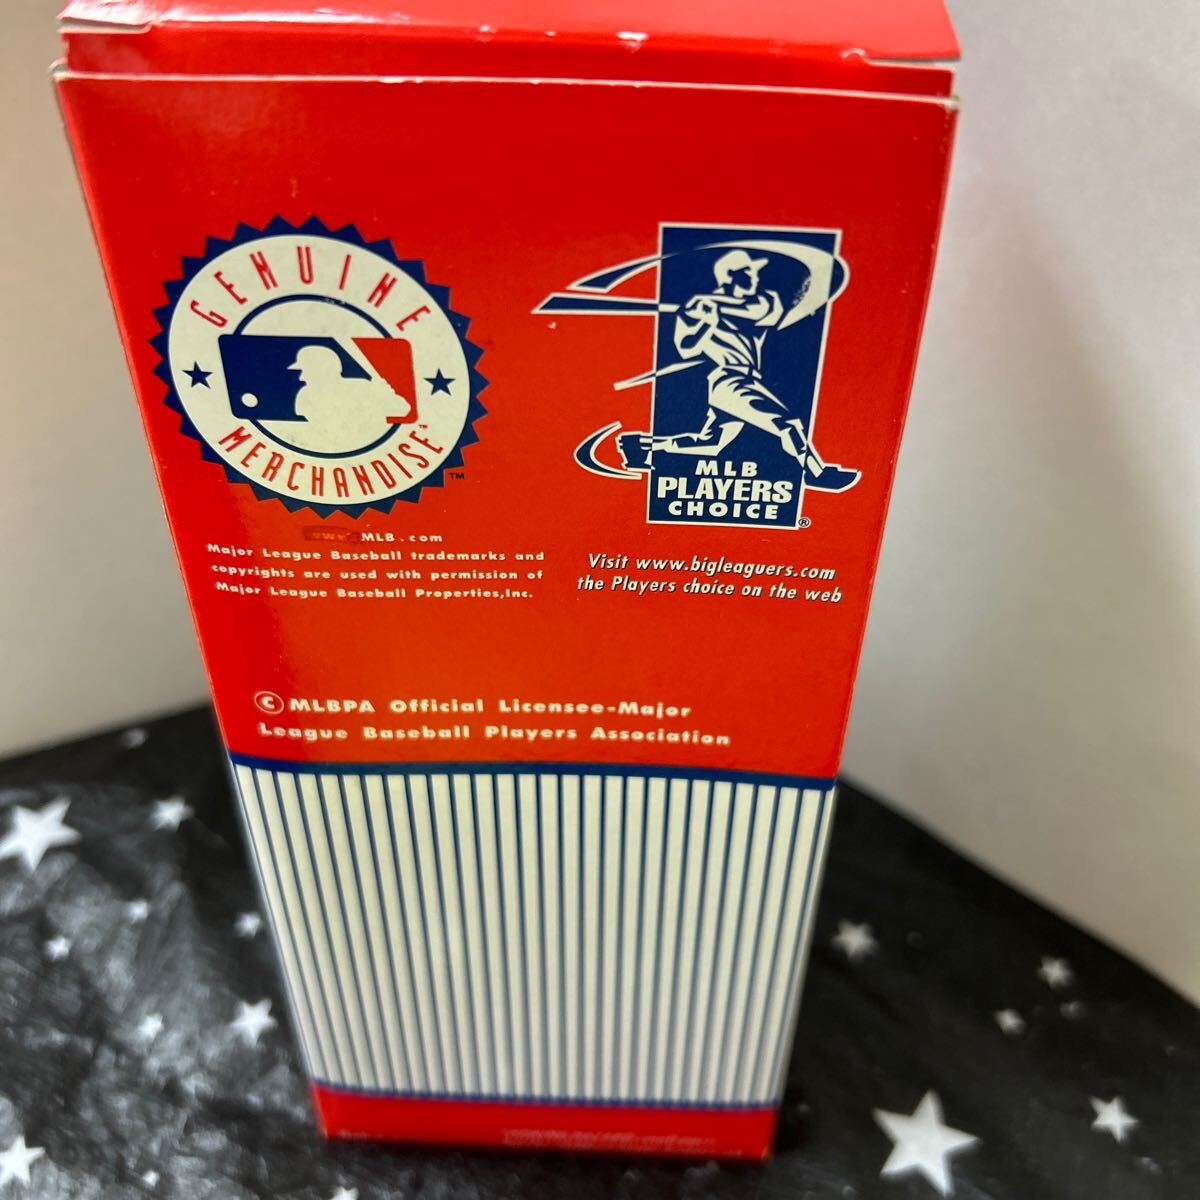 GENUINE
MERCHANDISE™
™
MLB
PLAYERS
CHOICE
®
www.MLB.com
Major League Baseball trademarks and
copyrights are used with permission of
Major League Baseball Properties,Inc.
Visit www.bigleaguers.com
the Players choice on the web
©MLBPA Official Licensee-Major
League Baseball Players Association